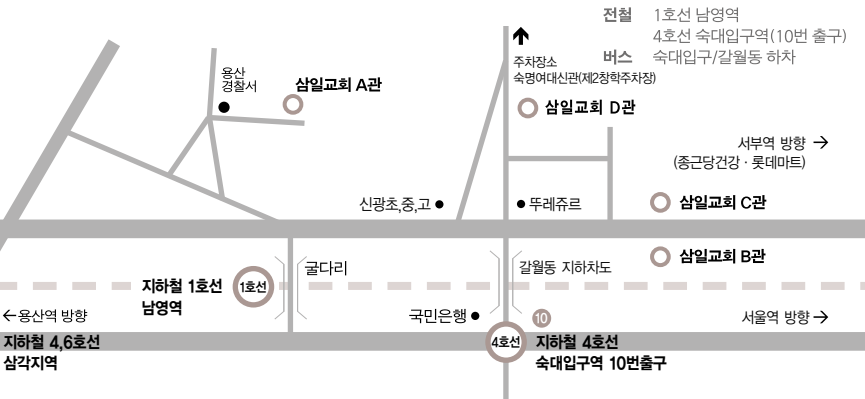 전철 1호선 남영역
4호선 숙대입구역(10번 출구)
버스 숙대입구/갈월동 하차
주차장소
숙명여대신관(제2창학주차장)
용산
경찰서
삼일교회 A관
삼일교회 D관
서부역 방향 →
(종근당건강 · 롯데마트)
신광초,중,고
뚜레쥬르
삼일교회 C관
삼일교회 B관
굴다리
갈월동 지하차도
지하철 1호선
남영역
1호선
←용산역 방향
국민은행
10
서울역 방향 →
지하철 4,6호선
삼각지역
4호선
지하철 4호선
숙대입구역 10번출구